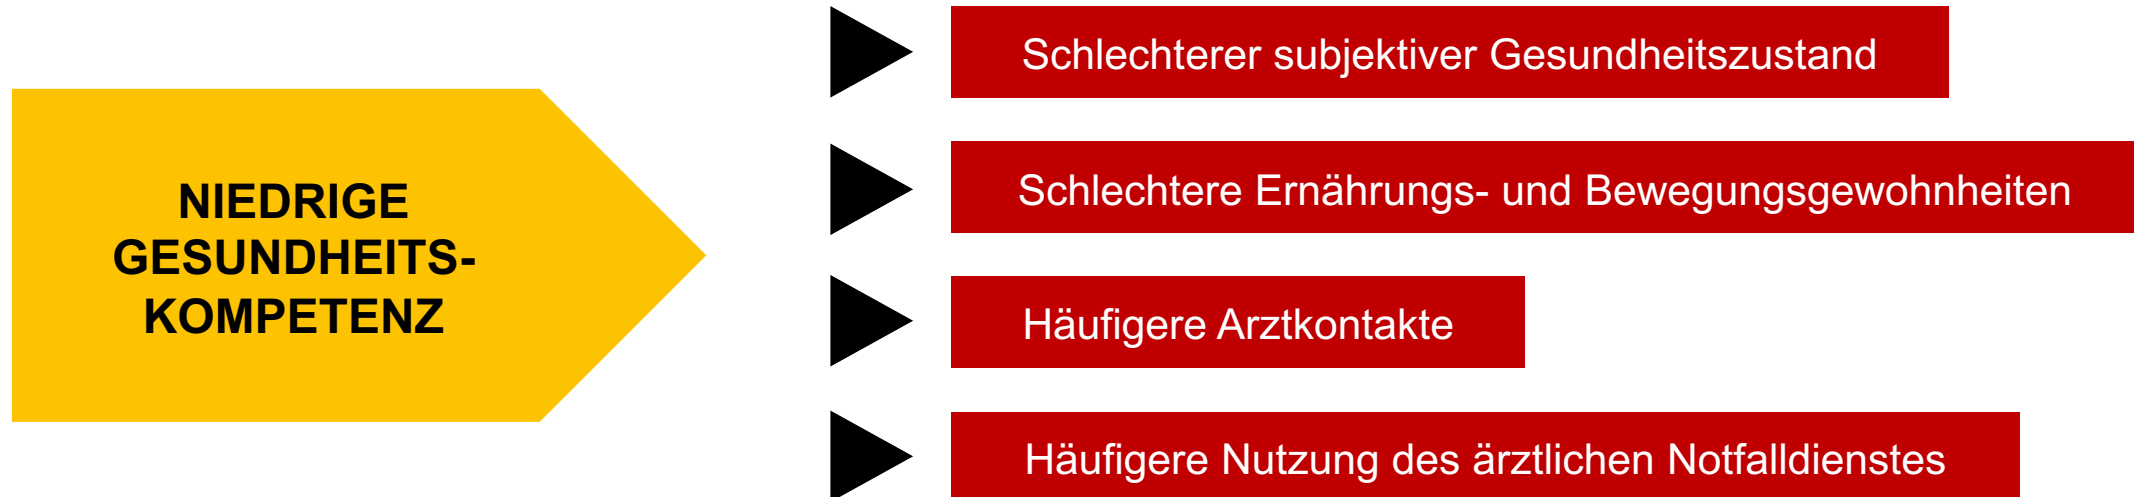 NIEDRIGE
GESUNDHEITS-
KOMPETENZ
Schlechterer subjektiver Gesundheitszustand
Schlechtere Ernährungs- und Bewegungsgewohnheiten
Häufigere Arztkontakte
Häufigere Nutzung des ärztlichen Notfalldienstes